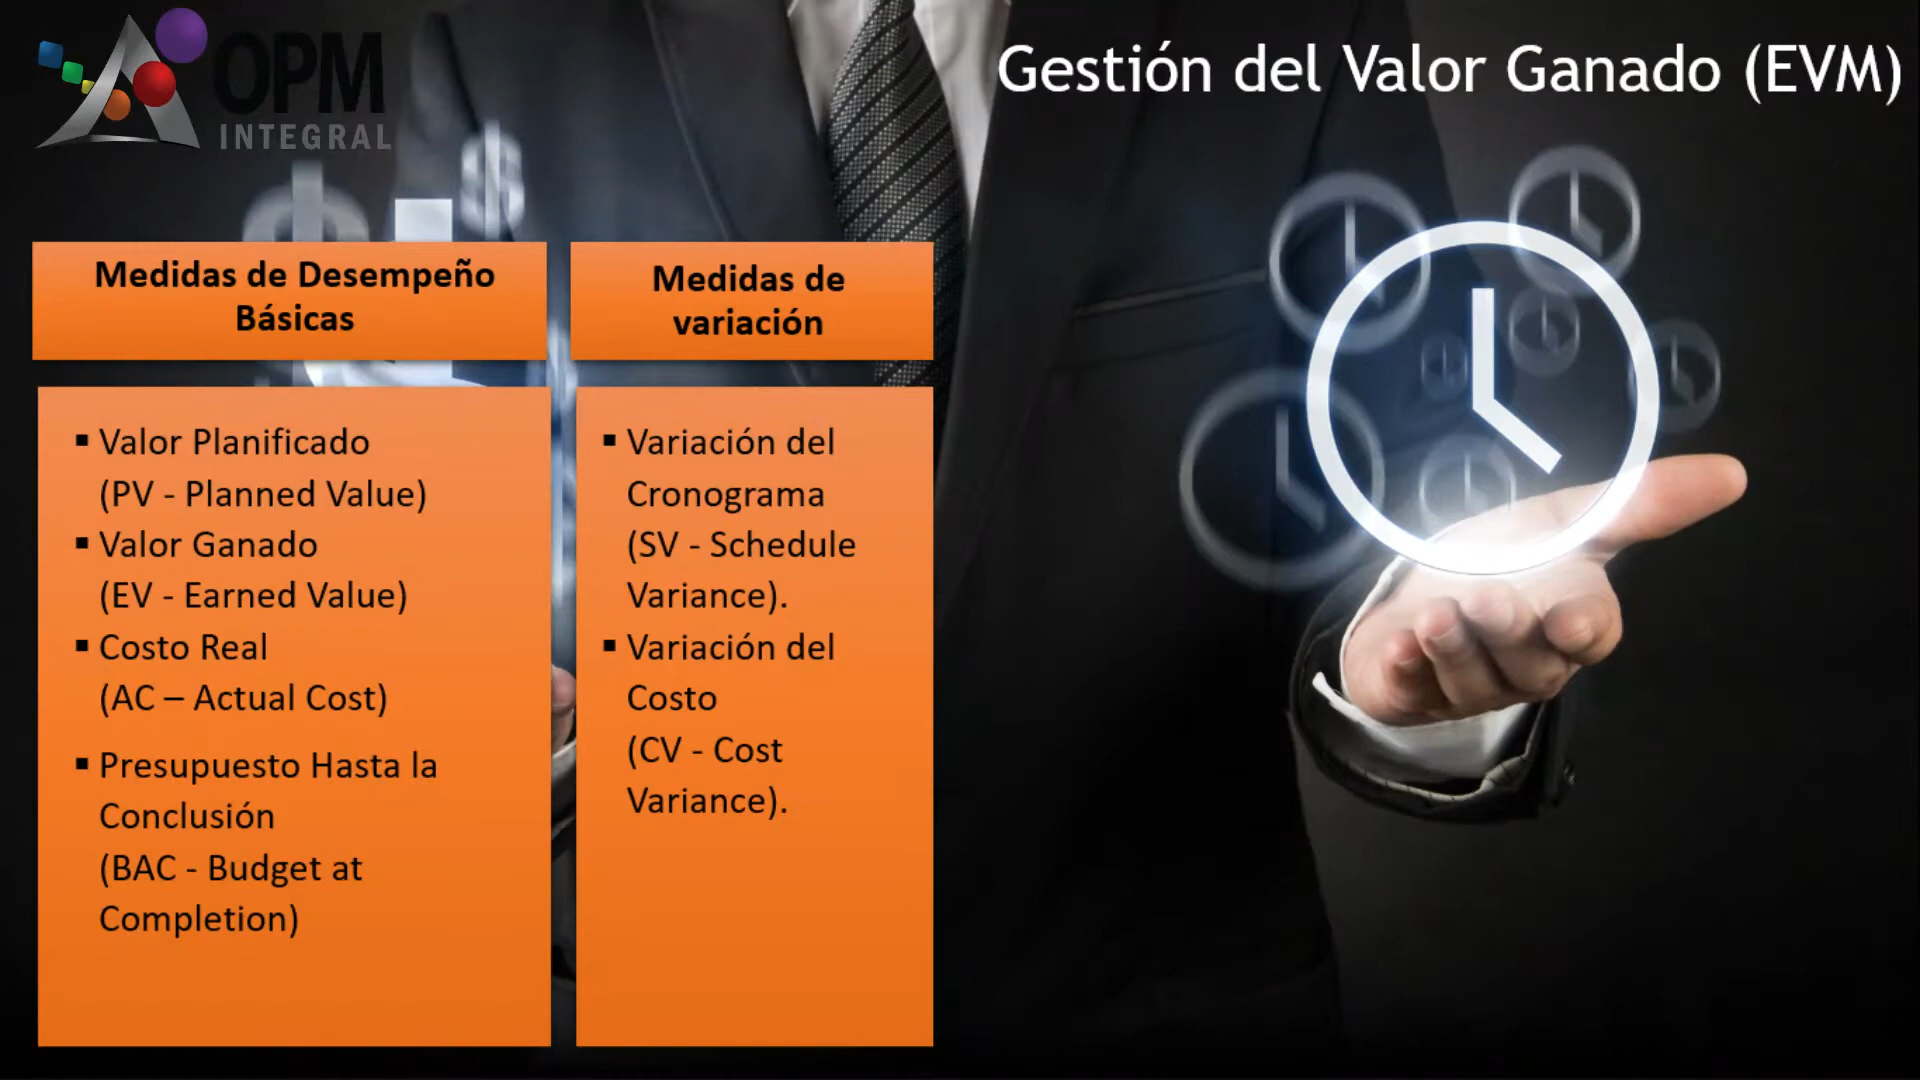 OPM
INTEGRAL
Gestión del Valor Ganado (EVM)
Medidas de Desempeño
Básicas
▪ Valor Planificado
(PV - Planned Value)
▪ Valor Ganado
(EV - Earned Value)
▪ Costo Real
(AC – Actual Cost)
▪ Presupuesto Hasta la
Conclusión
(BAC - Budget at
Completion)
Medidas de
variación
▪ Variación del
Cronograma
(SV - Schedule
Variance).
▪ Variación del
Costo
(CV - Cost
Variance).